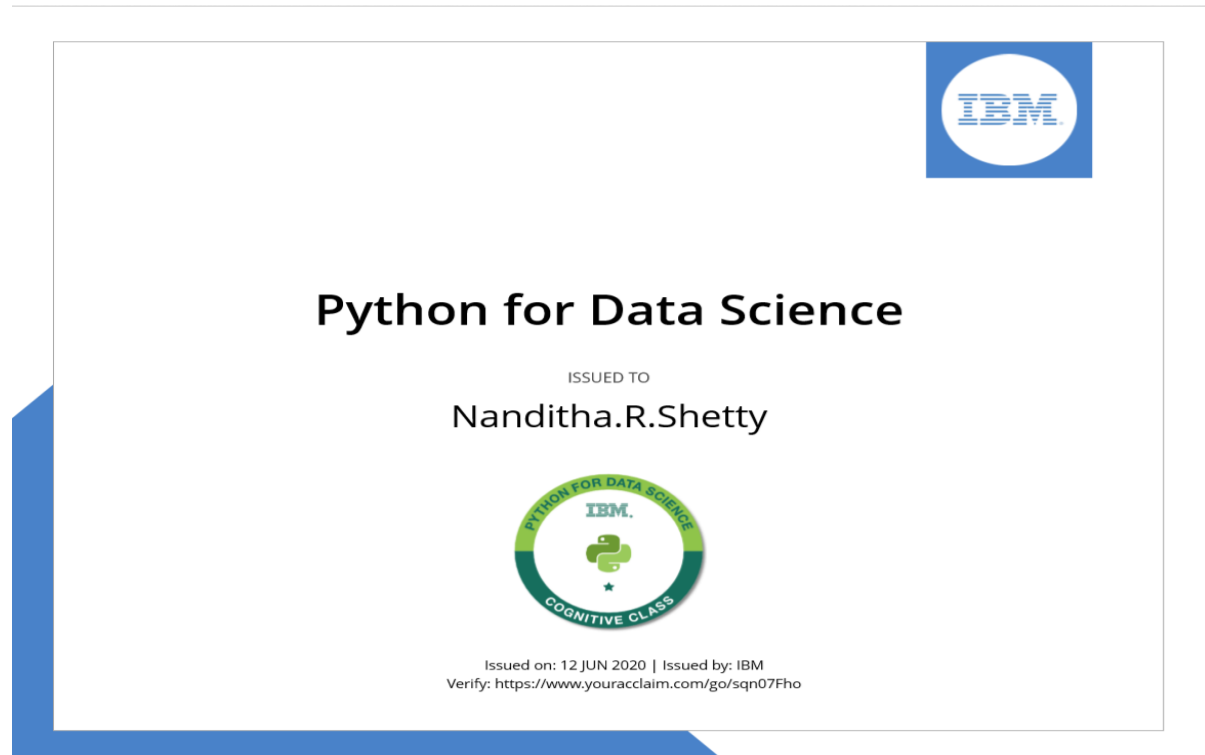 IBM.
Python for Data Science
ISSUED TO
Nanditha.R.Shetty
PYTHON FOR DATA SCIENCE
IBM.
COGNITIVE CLASS
Issued on: 12 JUN 2020 | Issued by: IBM
Verify: https://www.youracclaim.com/go/sqn07Fho